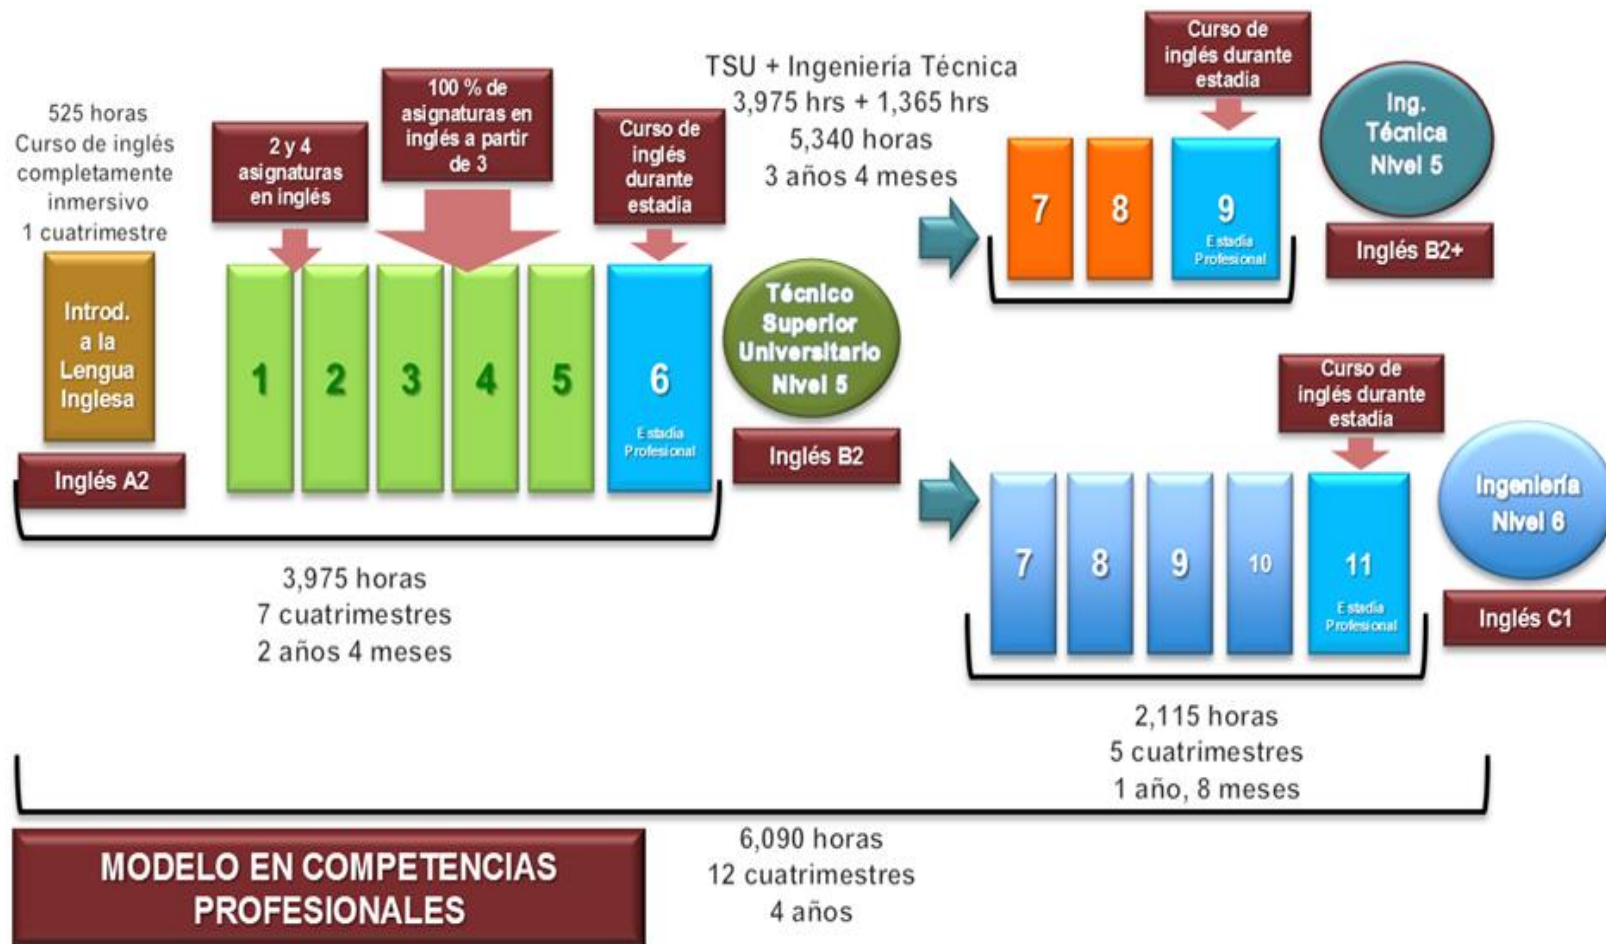 525 horas
Curso de inglés
completamente
inmersivo
1 cuatrimestre
Introd.
a la
Lengua
Inglesa
Inglés A2
2 y 4
asignaturas
en inglés
100 % de
asignaturas en
inglés a partir
de 3
Curso de
inglés
durante
estadía
1
2
3
4
5
6
Estadía
Profesional
Técnico
Superior
Universitario
Nivel 5
Inglés B2
3,975 horas
7 cuatrimestres
2 años 4 meses
TSU + Ingeniería Técnica
3,975 hrs + 1,365 hrs
5,340 horas
3 años 4 meses
Curso de
inglés durante
estadía
7
8
9
Estadía
Profesional
Ing.
Técnica
Nivel 5
Inglés B2+
Curso de
inglés durante
estadía
7
8
9
10
11
Estadía
Profesional
Ingeniería
Nivel 6
Inglés C1
2,115 horas
5 cuatrimestres
1 año, 8 meses
6,090 horas
12 cuatrimestres
4 años
MODELO EN COMPETENCIAS
PROFESIONALES